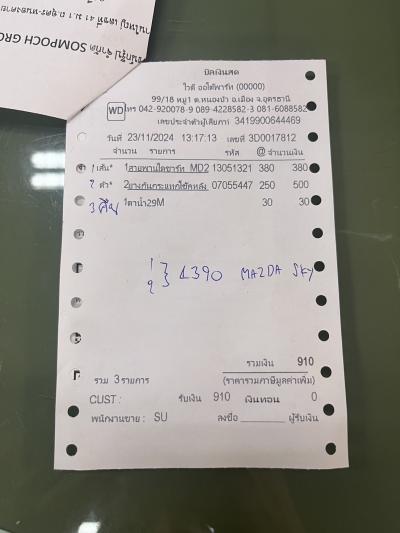 SOMPOCH GRO
บิลเงินสด
ไวดี ออโต้พาร์ท (00000)
99/18 หมู่1 ต.หนองบัว อ.เมือง จ.อุดรธานี
WD โทร 042-920078-9 089-4228582-3 081-6088582
เลขประจำตัวผู้เสียภาษี 3419900644469
วันที่ 23/11/2024 13:17:13 เลขที่ 3D0017812
จำนวน รายการ รหัส @ จำนวนเงิน
1 เส้น* 1สายพานไดชาร์ท MD2 13051321 380 380
2 ตัว* 2ยางกันกระแทกโช๊คหลัง 07055447 250 500
3 1ตาน้ำ29M 30 30
1390 MAZDA SKY
รวมเงิน 910
รวม 3รายการ (ราคารวมภาษีมูลค่าเพิ่ม)
CUST : รับเงิน 910 เงินทอน 0
พนักงานขาย : SU ลงชื่อ ________ ผู้รับเงิน